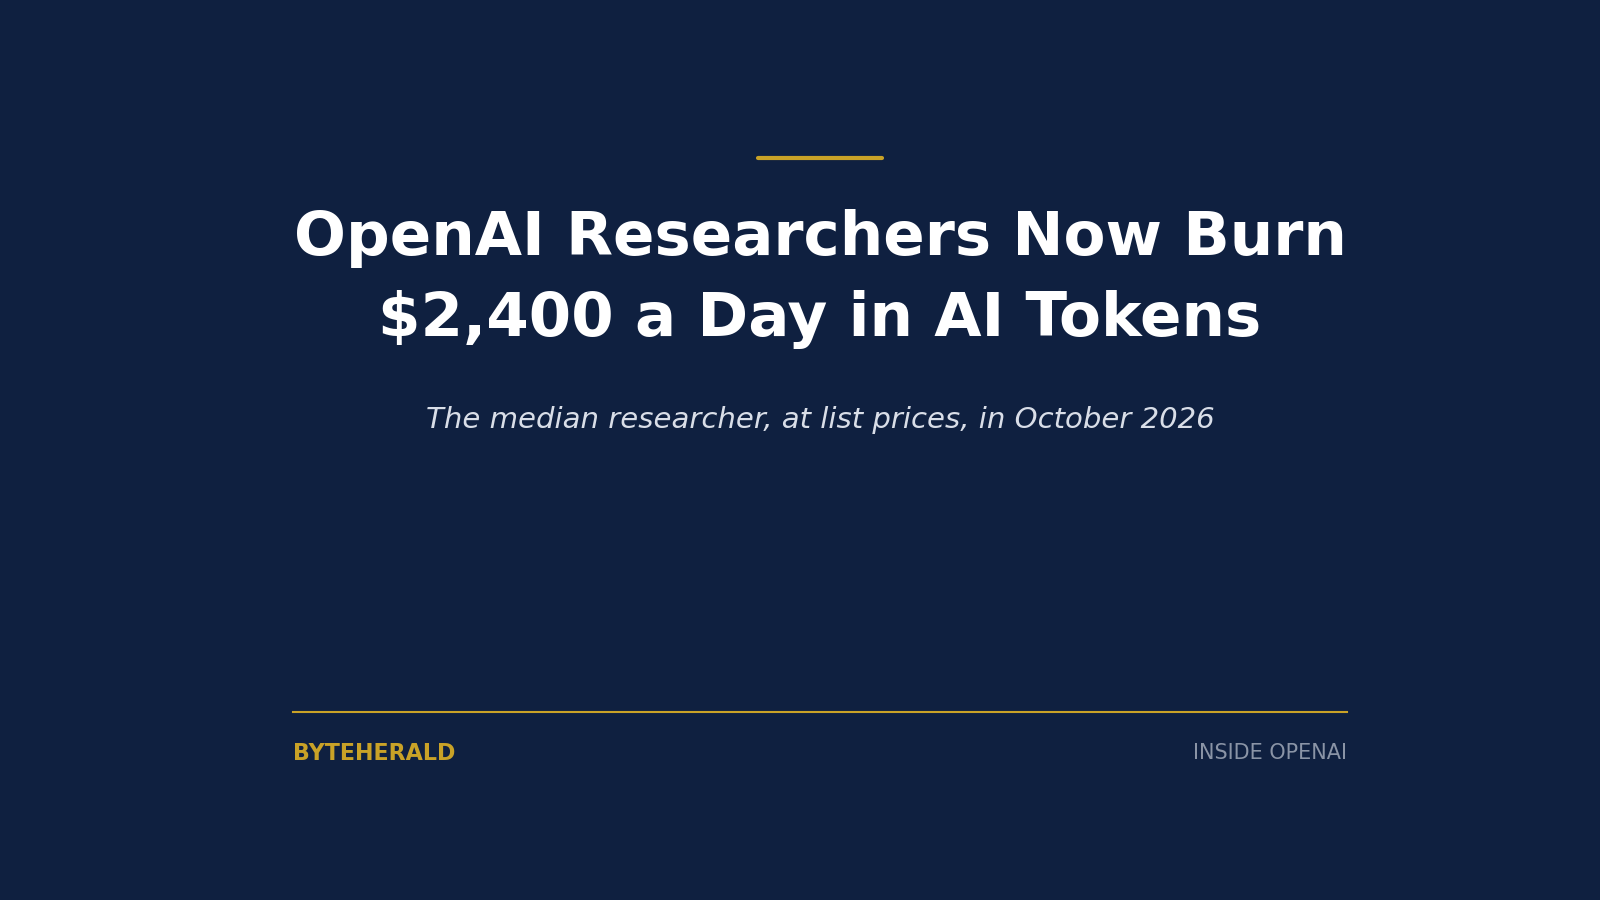 OpenAI Researchers Now Burn
$2,400 a Day in AI Tokens
The median researcher, at list prices, in October 2026
BYTEHERALD
INSIDE OPENAI